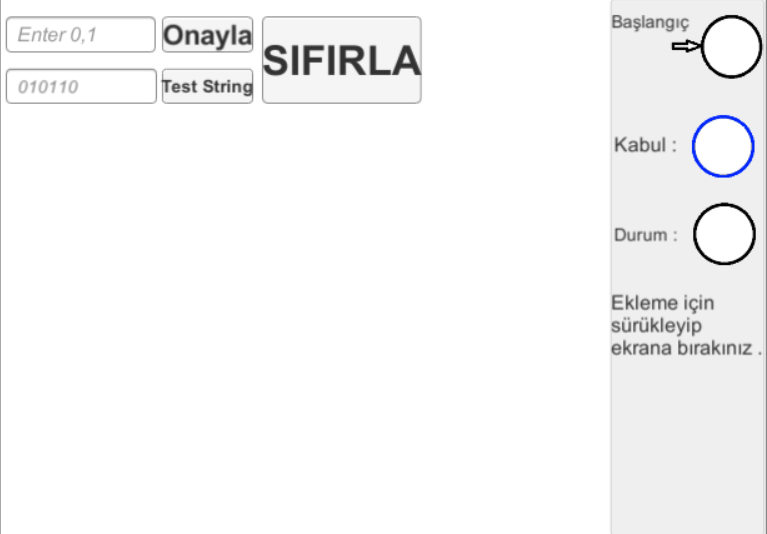 Enter 0,1
Onayla
SIFIRLA
010110
Test String
Başlangıç
Kabul :
Durum :
Ekleme için
sürükleyip
ekrana bırakınız .